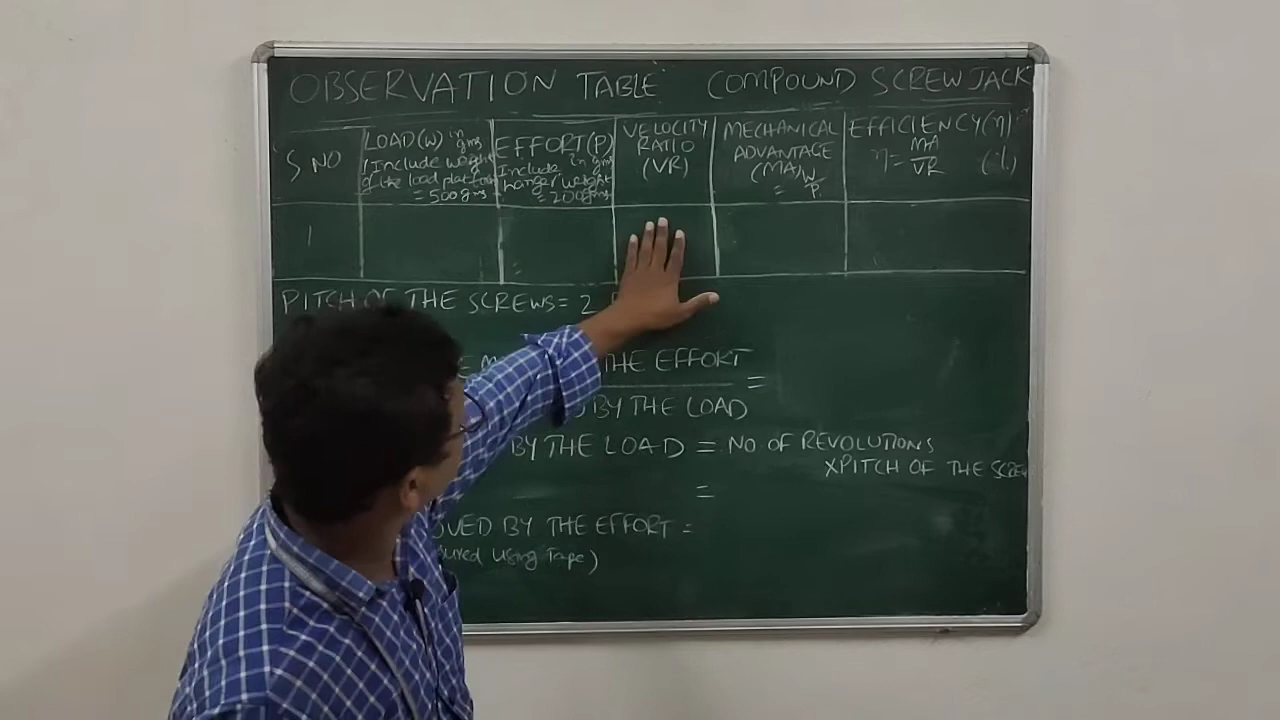 OBSERVATION TABLE COMPOUND SCREW JACK
S NO
LOAD(W) in gms
(Include weight
of the load platform
= 500gms
EFFORT(P)
in gms
Include
hanger weight
= 200gms
VELOCITY
RATIO
(VR)
MECHANICAL
ADVANTAGE
(MA) W
= P.
EFFICIENCY(η)
η = MA
VR (%)
1
PITCH OF THE SCREWS = 2
THE EFFORT
=
BY THE LOAD
BY THE LOAD = NO. OF REVOLUTIONS
XPITCH OF THE SCREW
=
OVED BY THE EFFORT =
ured using Tape)